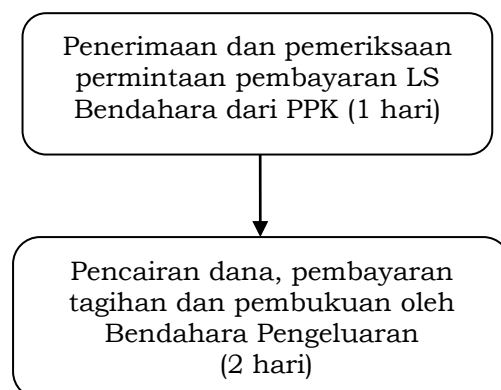 Penerimaan dan pemeriksaan
permintaan pembayaran LS
Bendahara dari PPK (1 hari)
Pencairan dana, pembayaran
tagihan dan pembukuan oleh
Bendahara Pengeluaran
(2 hari)